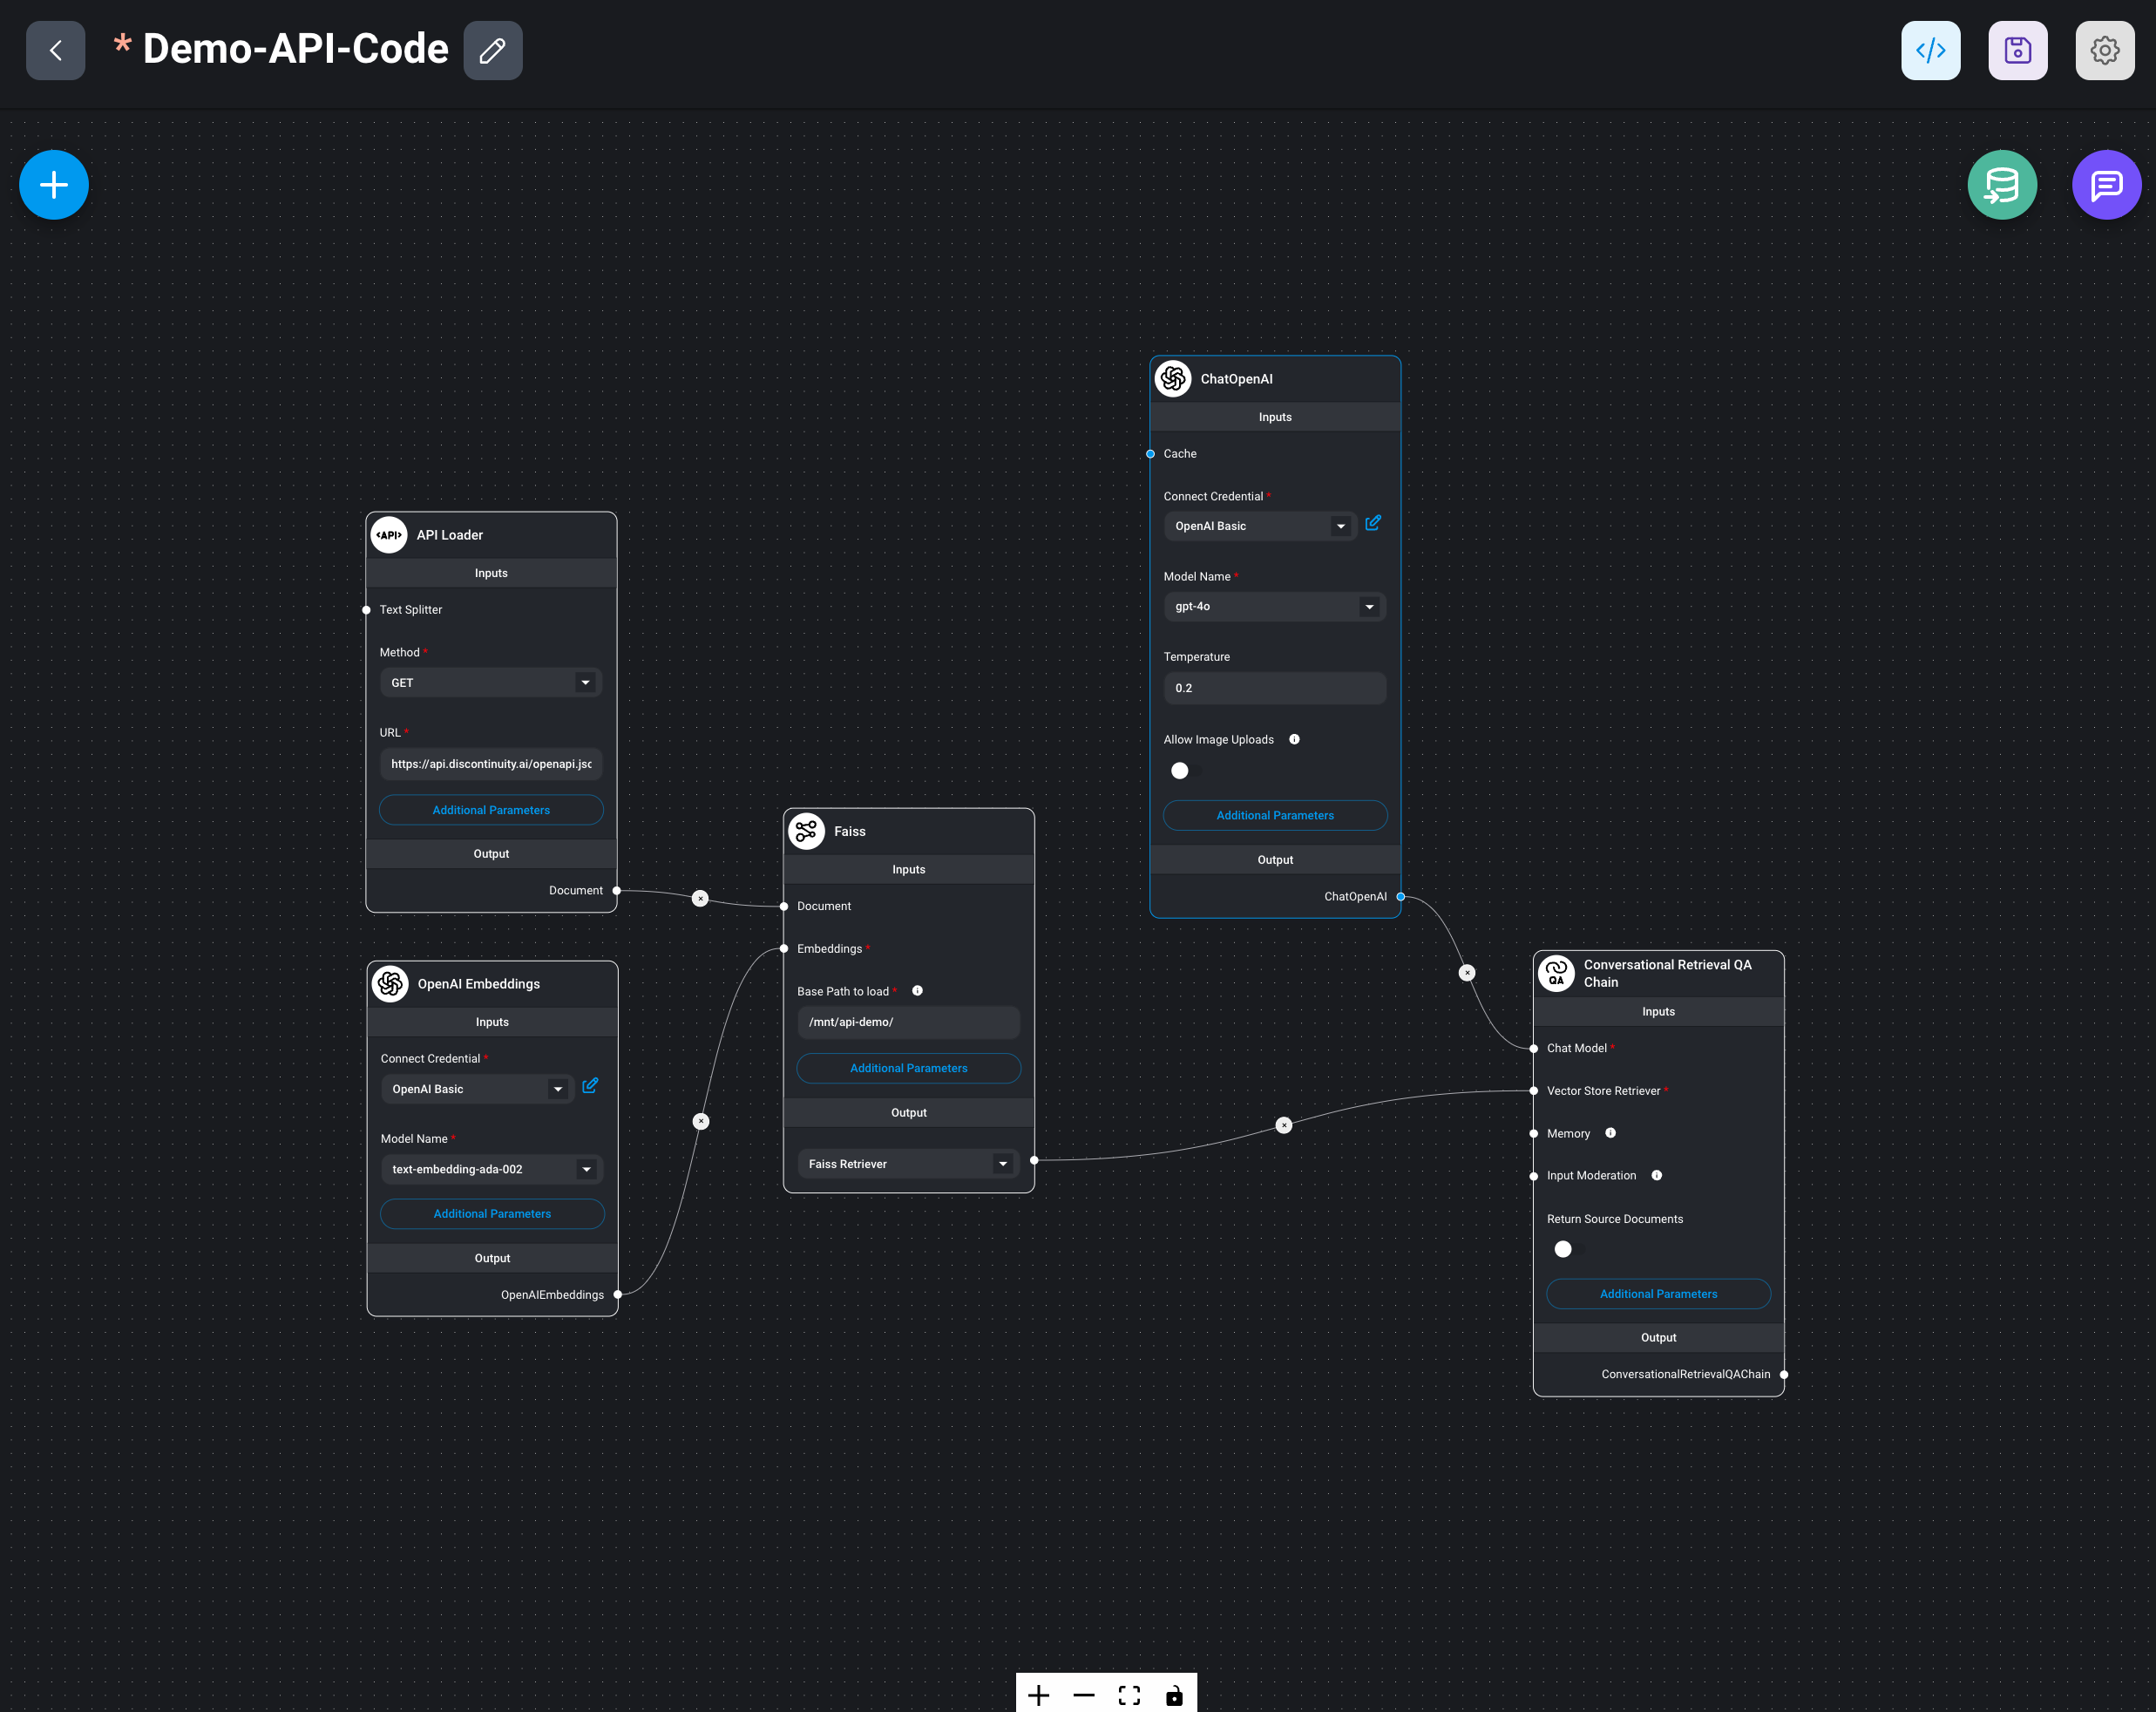 * Demo-API-Code
<API>
API Loader
Inputs
Text Splitter
Method *
GET
URL *
https://api.discontinuity.ai/openapi.jsc
Additional Parameters
Output
Document
OpenAI Embeddings
Inputs
Connect Credential *
OpenAI Basic
Model Name *
text-embedding-ada-002
Additional Parameters
Output
OpenAIEmbeddings
Faiss
Inputs
Document
Embeddings *
Base Path to load *
/mnt/api-demo/
Additional Parameters
Output
Faiss Retriever
ChatOpenAI
Inputs
Cache
Connect Credential *
OpenAI Basic
Model Name *
gpt-4o
Temperature
0.2
Allow Image Uploads
Additional Parameters
Output
ChatOpenAI
QA
Conversational Retrieval QA
Chain
Inputs
Chat Model *
Vector Store Retriever *
Memory
Input Moderation
Return Source Documents
Additional Parameters
Output
ConversationalRetrievalQAChain